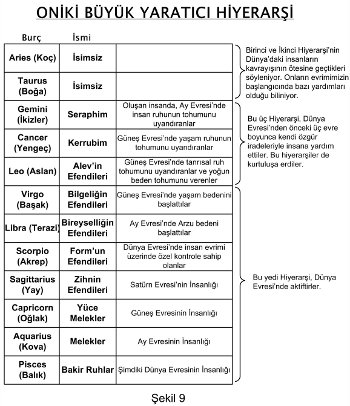 ONİKİ BÜYÜK YARATICI HİYERARŞİ
Burç İsmi
Aries (Koç) İsimsiz
Taurus
(Boğa) İsimsiz
Birinci ve İkinci Hiyerarşi'nin
Dünya'daki insanların
kavrayışının ötesine geçtikleri
söyleniyor. Onların evrimimizin
başlangıcında bazı yardımları
olduğu biliniyor.
Gemini
(İkizler) Seraphim
Oluşan insanda, Ay Evresi'nde
insan ruhunun tohumunu
uyandıranlar
Cancer
(Yengeç) Kerrubim
Güneş Evresi'nde yaşam ruhunun
tohumunu uyandıranlar
Leo (Aslan) Alev'in
Efendileri
Güneş Evresi'nde tanrısal ruh
tohumunu uyandıranlar ve yoğun
beden tohumunu verenler
Bu üç Hiyerarşi, Dünya
Evresi'nden önceki üç evre
boyunca kendi özgür
iradeleriyle insana yardım
ettiler. Bu hiyerarşiler de
kurtuluşa erdiler.
Virgo
(Başak) Bilgeliğin
Efendileri
Güneş Evresi'nde yaşam bedenini
başlattılar
Libra (Terazi) Bireyselliğin
Efendileri
Ay Evresi'nde Arzu bedeni
başlattılar
Scorpio
(Akrep) Form'un
Efendileri
Dünya Evresi'nde insan evrimi
üzerinde özel kontrole sahip
olanlar
Sagittarius
(Yay) Zihnin
Efendileri
Satürn Evresi'nin İnsanlığı
Capricorn
(Oğlak) Yüce
Melekler
Güneş Evresinin İnsanlığı
Aquarius
(Kova) Melekler Ay Evresinin İnsanlığı
Pisces
(Balık) Bakir Ruhlar Şimdiki Dünya Evresinin İnsanlığı
Bu yedi Hiyerarşi, Dünya
Evresi'nde aktiftirler.
Şekil 9